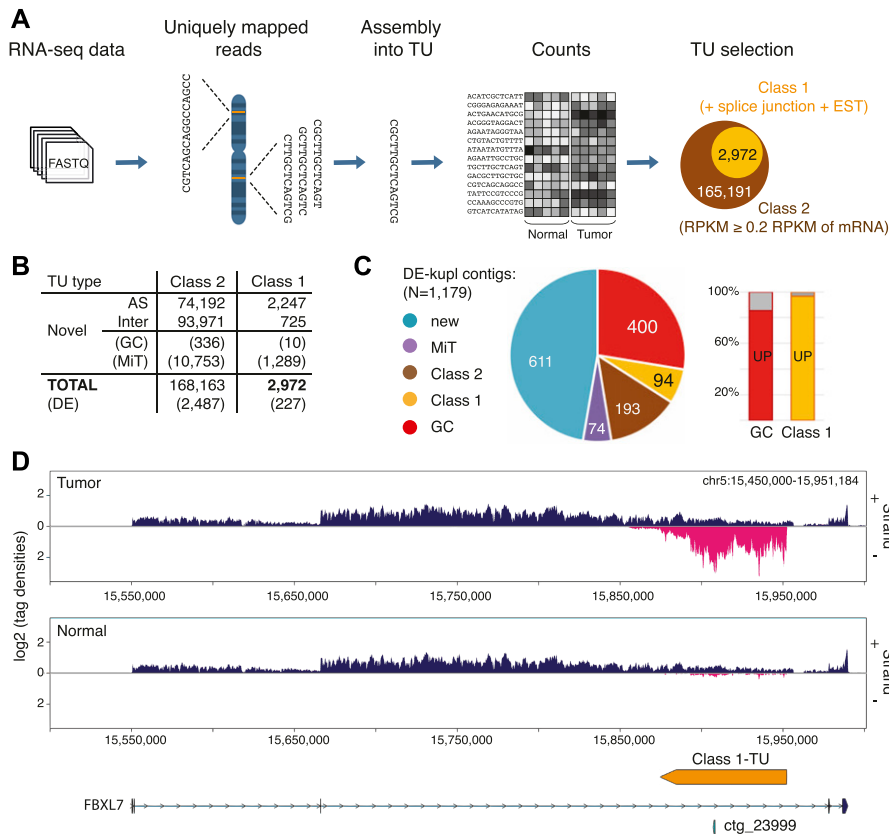 A
RNA-seq data
Uniquely mapped reads
Assembly into TU
Counts
TU selection
FASTQ
CGTCAGCAGGCCAGCC
CTTTGCTCAGTCG
GCTTGCTCAGTC
CGCTTGCTCAGT
CGCTTGCTCAGTCG
ACATCGCTCATT
CGGGAGAGAAAT
ACTGAACATGCG
ACGGGTAGGACT
AGAATAGGGTAA
CTGTACTGTTTT
ATAATATGTTTA
AGAATTGCCTGC
TGCTTGCTCAGT
GACGCTTGCTGC
CGTCAGCAGGCC
TATTCCGTCCCG
CCAAAGCCCGTG
GTCATCATATAG
Normal
Tumor
Class 1
(+ splice junction + EST)
2,972
165,191
Class 2
(RPKM ≥ 0.2 RPKM of mRNA)
B
TU type Class 2 Class 1
Novel
AS 74,192 2,247
Inter 93,971 725
(GC) (336) (10)
(MiT) (10,753) (1,289)
TOTAL 168,163 2,972
(DE) (2,487) (227)
C
DE-kupl contigs:
(N=1,179)
new
MiT
Class 2
Class 1
GC
611
400
94
193
74
100%
60%
20%
UP
UP
GC
Class 1
D
log2 (tag densities)
Tumor
chr5:15,450,000-15,951,184
2
0
2
+
Strand
-
15,550,000 15,650,000 15,750,000 15,850,000 15,950,000
Normal
2
0
2
+
Strand
-
15,550,000 15,650,000 15,750,000 15,850,000 15,950,000
Class 1-TU
FBXL7
ctg_23999